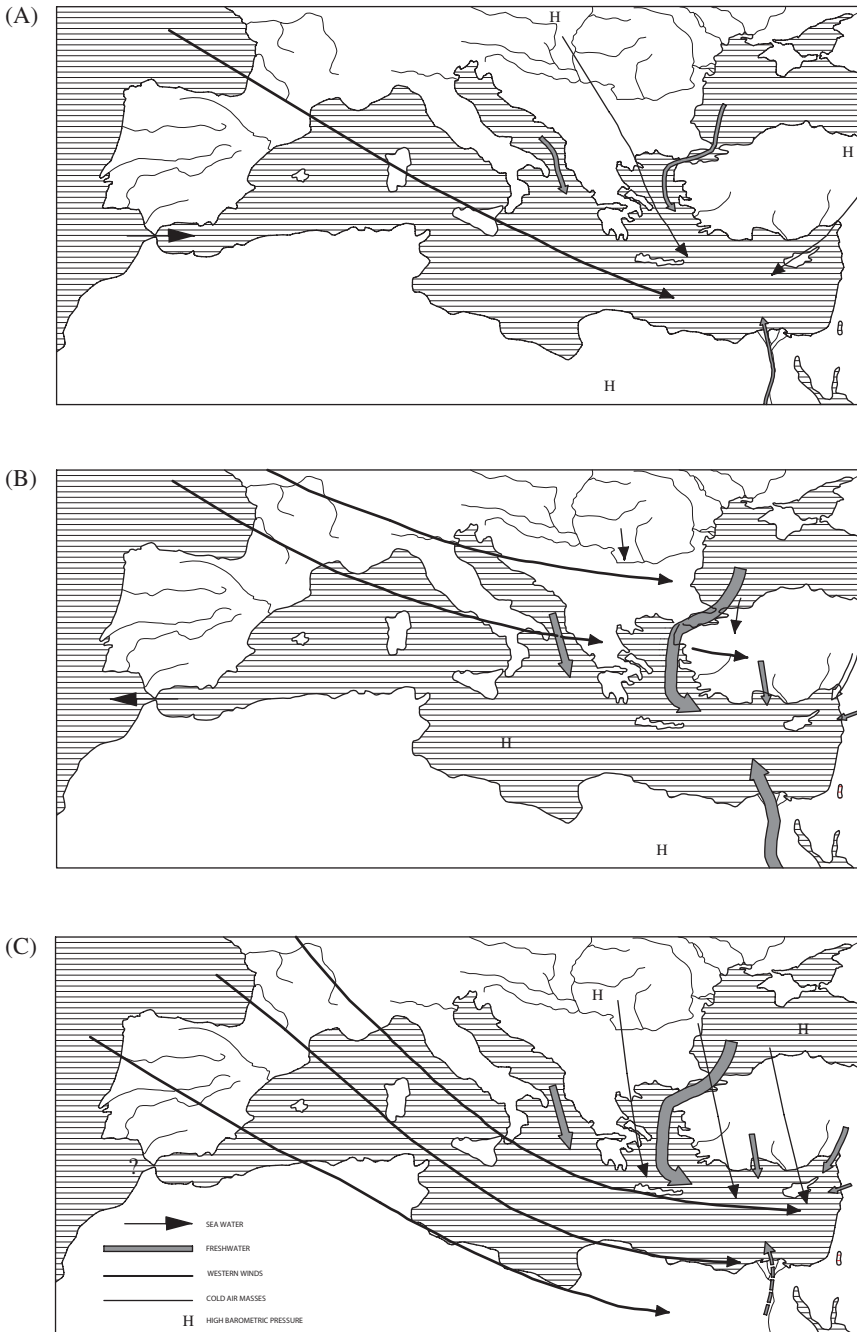 (A)
H
H
H
(B)
H
H
(C)
H
H
?
SEA WATER
FRESHWATER
WESTERN WINDS
COLD AIR MASSES
H HIGH BAROMETRIC PRESSURE